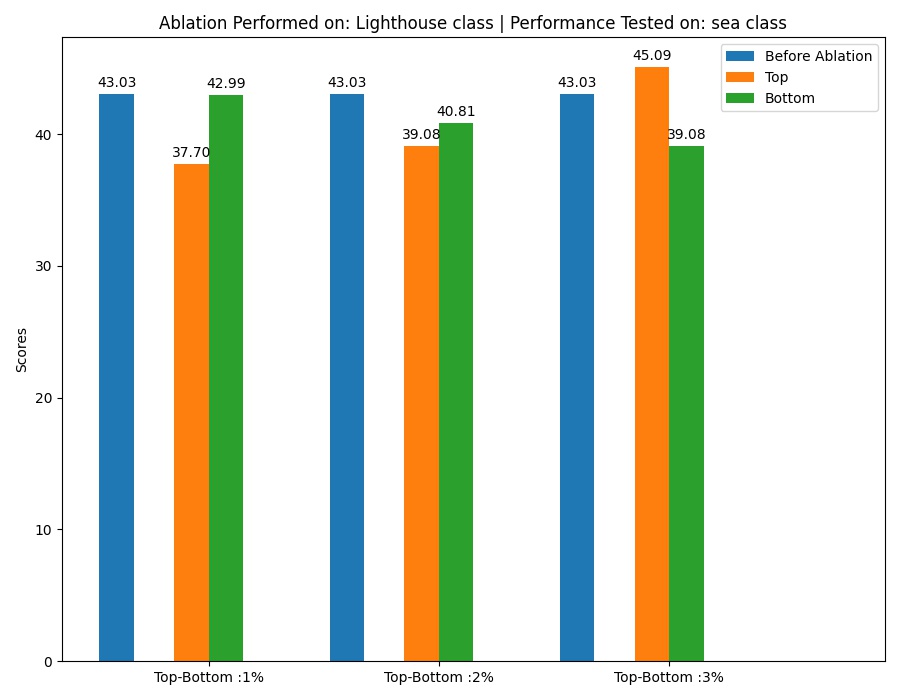 Ablation Performed on: Lighthouse class | Performance Tested on: sea class
Before Ablation
Top
Bottom
43.03
37.70
42.99
43.03
39.08
40.81
43.03
45.09
39.08
Scores
40
30
20
10
0
Top-Bottom :1%
Top-Bottom :2%
Top-Bottom :3%